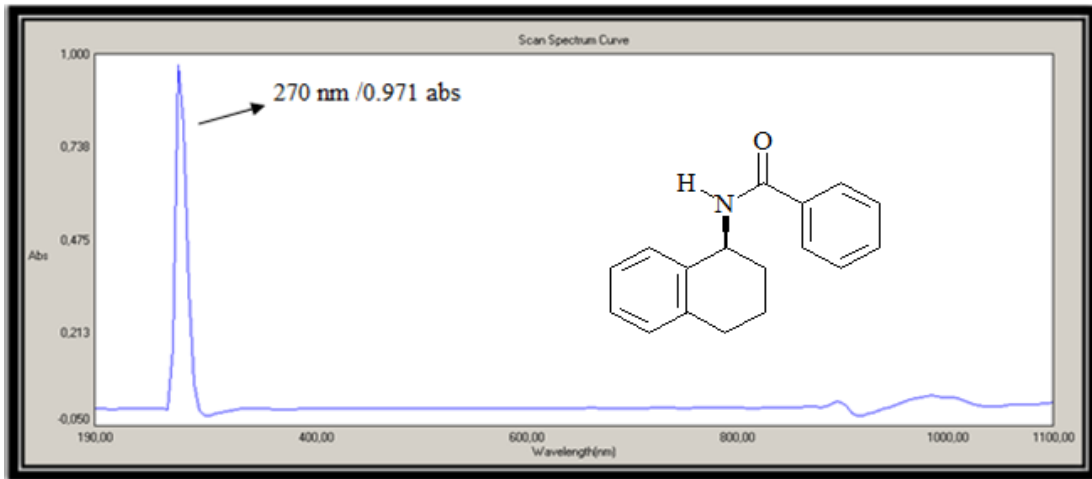 Scan Spectrum Curve
1,000
270 nm /0.971 abs
0,738
O
H
N
0,475
Abs
0,213
-0,050
190,00 400,00 600,00 800,00 1000,00 1100,00
Wavelength(nm)